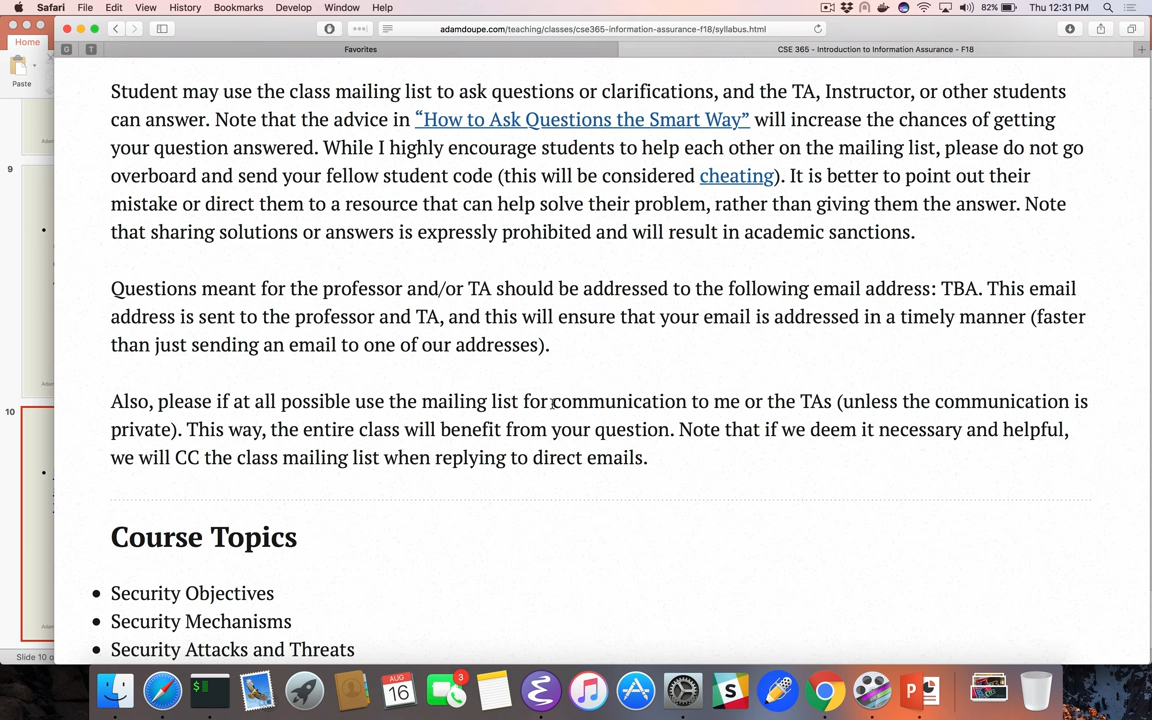 Safari File Edit View History Bookmarks Develop Window Help 82% Thu 12:31 PM
Home
adamdoupe.com/teaching/classes/cse365-information-assurance-f18/syllabus.html
G T Favorites CSE 365 - Introduction to Information Assurance - F18
Paste
Student may use the class mailing list to ask questions or clarifications, and the TA, Instructor, or other students
can answer. Note that the advice in “How to Ask Questions the Smart Way” will increase the chances of getting
your question answered. While I highly encourage students to help each other on the mailing list, please do not go
overboard and send your fellow student code (this will be considered cheating). It is better to point out their
mistake or direct them to a resource that can help solve their problem, rather than giving them the answer. Note
that sharing solutions or answers is expressly prohibited and will result in academic sanctions.
Questions meant for the professor and/or TA should be addressed to the following email address: TBA. This email
address is sent to the professor and TA, and this will ensure that your email is addressed in a timely manner (faster
than just sending an email to one of our addresses).
Also, please if at all possible use the mailing list for communication to me or the TAs (unless the communication is
private). This way, the entire class will benefit from your question. Note that if we deem it necessary and helpful,
we will CC the class mailing list when replying to direct emails.
Course Topics
Security Objectives
Security Mechanisms
Security Attacks and Threats
9
10
Slide 10 o
AUG
16
3